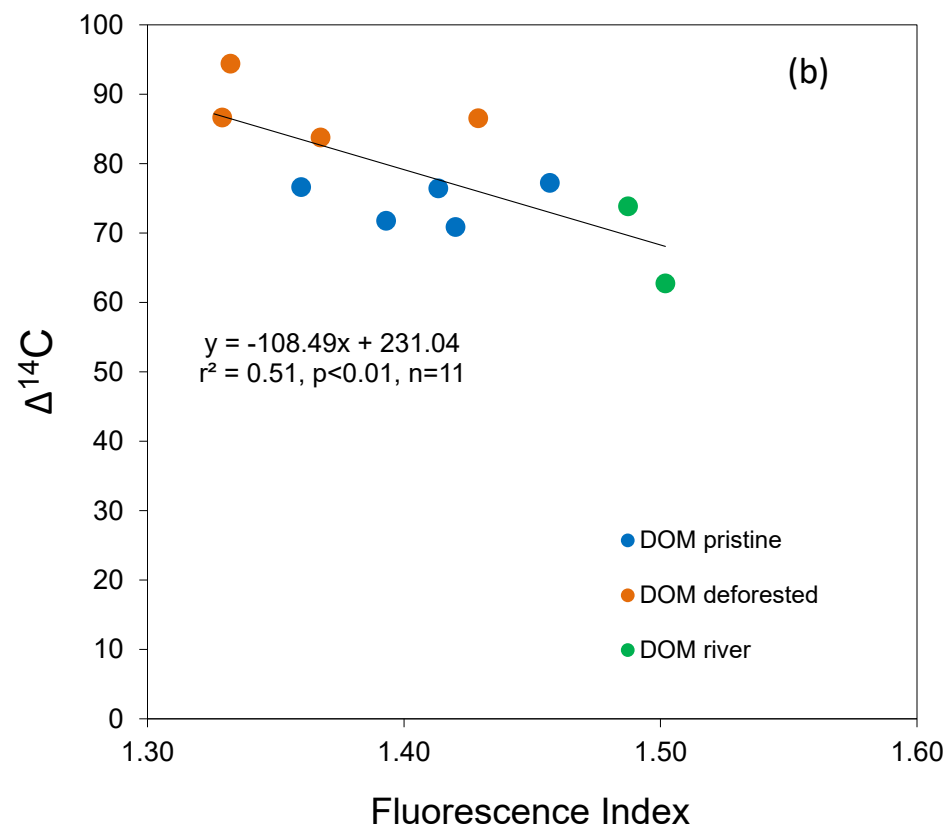 (b)
100
90
80
70
60
50
40
30
20
10
0
Δ¹⁴C
y = -108.49x + 231.04
r² = 0.51, p<0.01, n=11
DOM pristine
DOM deforested
DOM river
1.30 1.40 1.50 1.60
Fluorescence Index